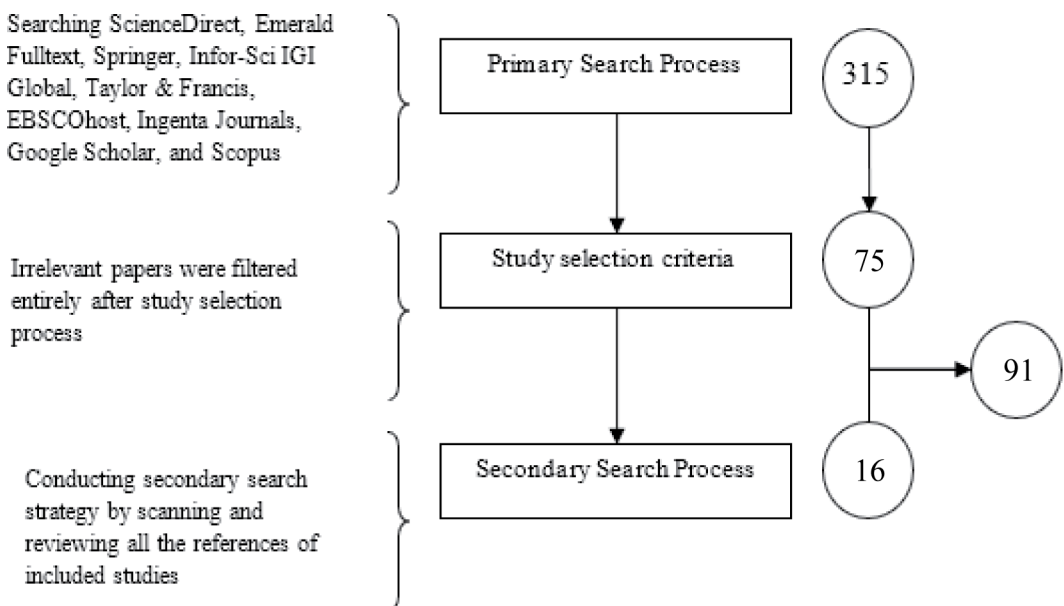 Searching ScienceDirect, Emerald
Fulltext, Springer, Infor-Sci IGI
Global, Taylor & Francis,
EBSCOhost, Ingenta Journals,
Google Scholar, and Scopus
Primary Search Process
315
Irrelevant papers were filtered
entirely after study selection
process
Study selection criteria
75
91
Conducting secondary search
strategy by scanning and
reviewing all the references of
included studies
Secondary Search Process
16